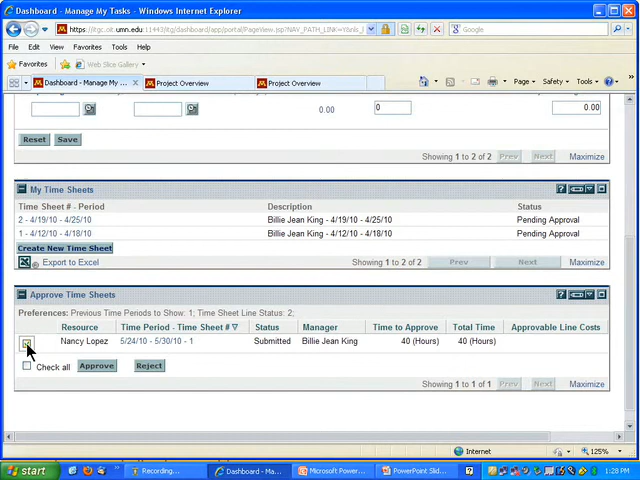 Dashboard - Manage My Tasks - Windows Internet Explorer
https://itgc.oit.umn.edu:11443/itg/dashboard/app/portal/PageView.jsp?NAV_PATH_LINK=Y&nls_l
Google
File Edit View Favorites Tools Help
Favorites Web Slice Gallery
Dashboard - Manage My ... Project Overview Project Overview
Page Safety Tools
0.00 0 0.00
Reset Save
Showing 1 to 2 of 2 Prev Next Maximize
My Time Sheets
Time Sheet # - Period Description Status
2 - 4/19/10 - 4/25/10 Billie Jean King - 4/19/10 - 4/25/10 Pending Approval
1 - 4/12/10 - 4/18/10 Billie Jean King - 4/12/10 - 4/18/10 Pending Approval
Create New Time Sheet
Export to Excel Showing 1 to 2 of 2 Prev Next Maximize
Approve Time Sheets
Preferences: Previous Time Periods to Show: 1; Time Sheet Line Status: 2;
Resource Time Period - Time Sheet # Status Manager Time to Approve Total Time Approvable Line Costs
Nancy Lopez 5/24/10 - 5/30/10 - 1 Submitted Billie Jean King 40 (Hours) 40 (Hours)
Check all Approve Reject
Showing 1 to 1 of 1 Prev Next Maximize
Internet 125%
start Recording... Dashboard - Ma... Microsoft Power... PowerPoint Slid... 1:28 PM